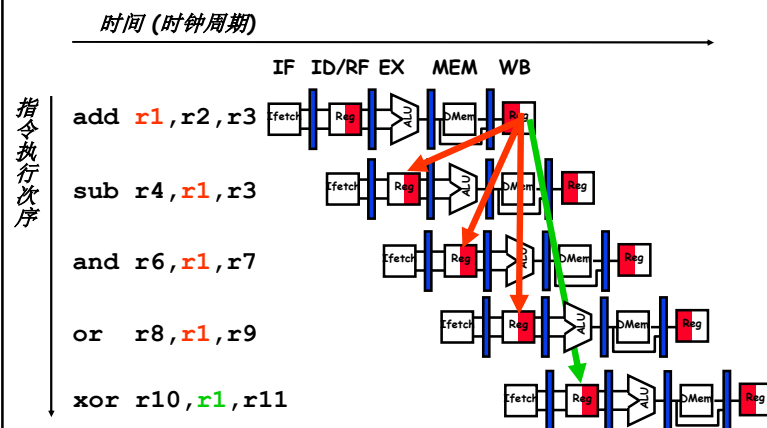 时间 (时钟周期)
IF ID/RF EX MEM WB
指令执行次序
add r1,r2,r3 Ifetch Reg ALU DMem Reg
sub r4,r1,r3 Ifetch Reg ALU DMem Reg
and r6,r1,r7 Ifetch Reg ALU DMem Reg
or r8,r1,r9 Ifetch Reg ALU DMem Reg
xor r10,r1,r11 Ifetch Reg ALU DMem Reg